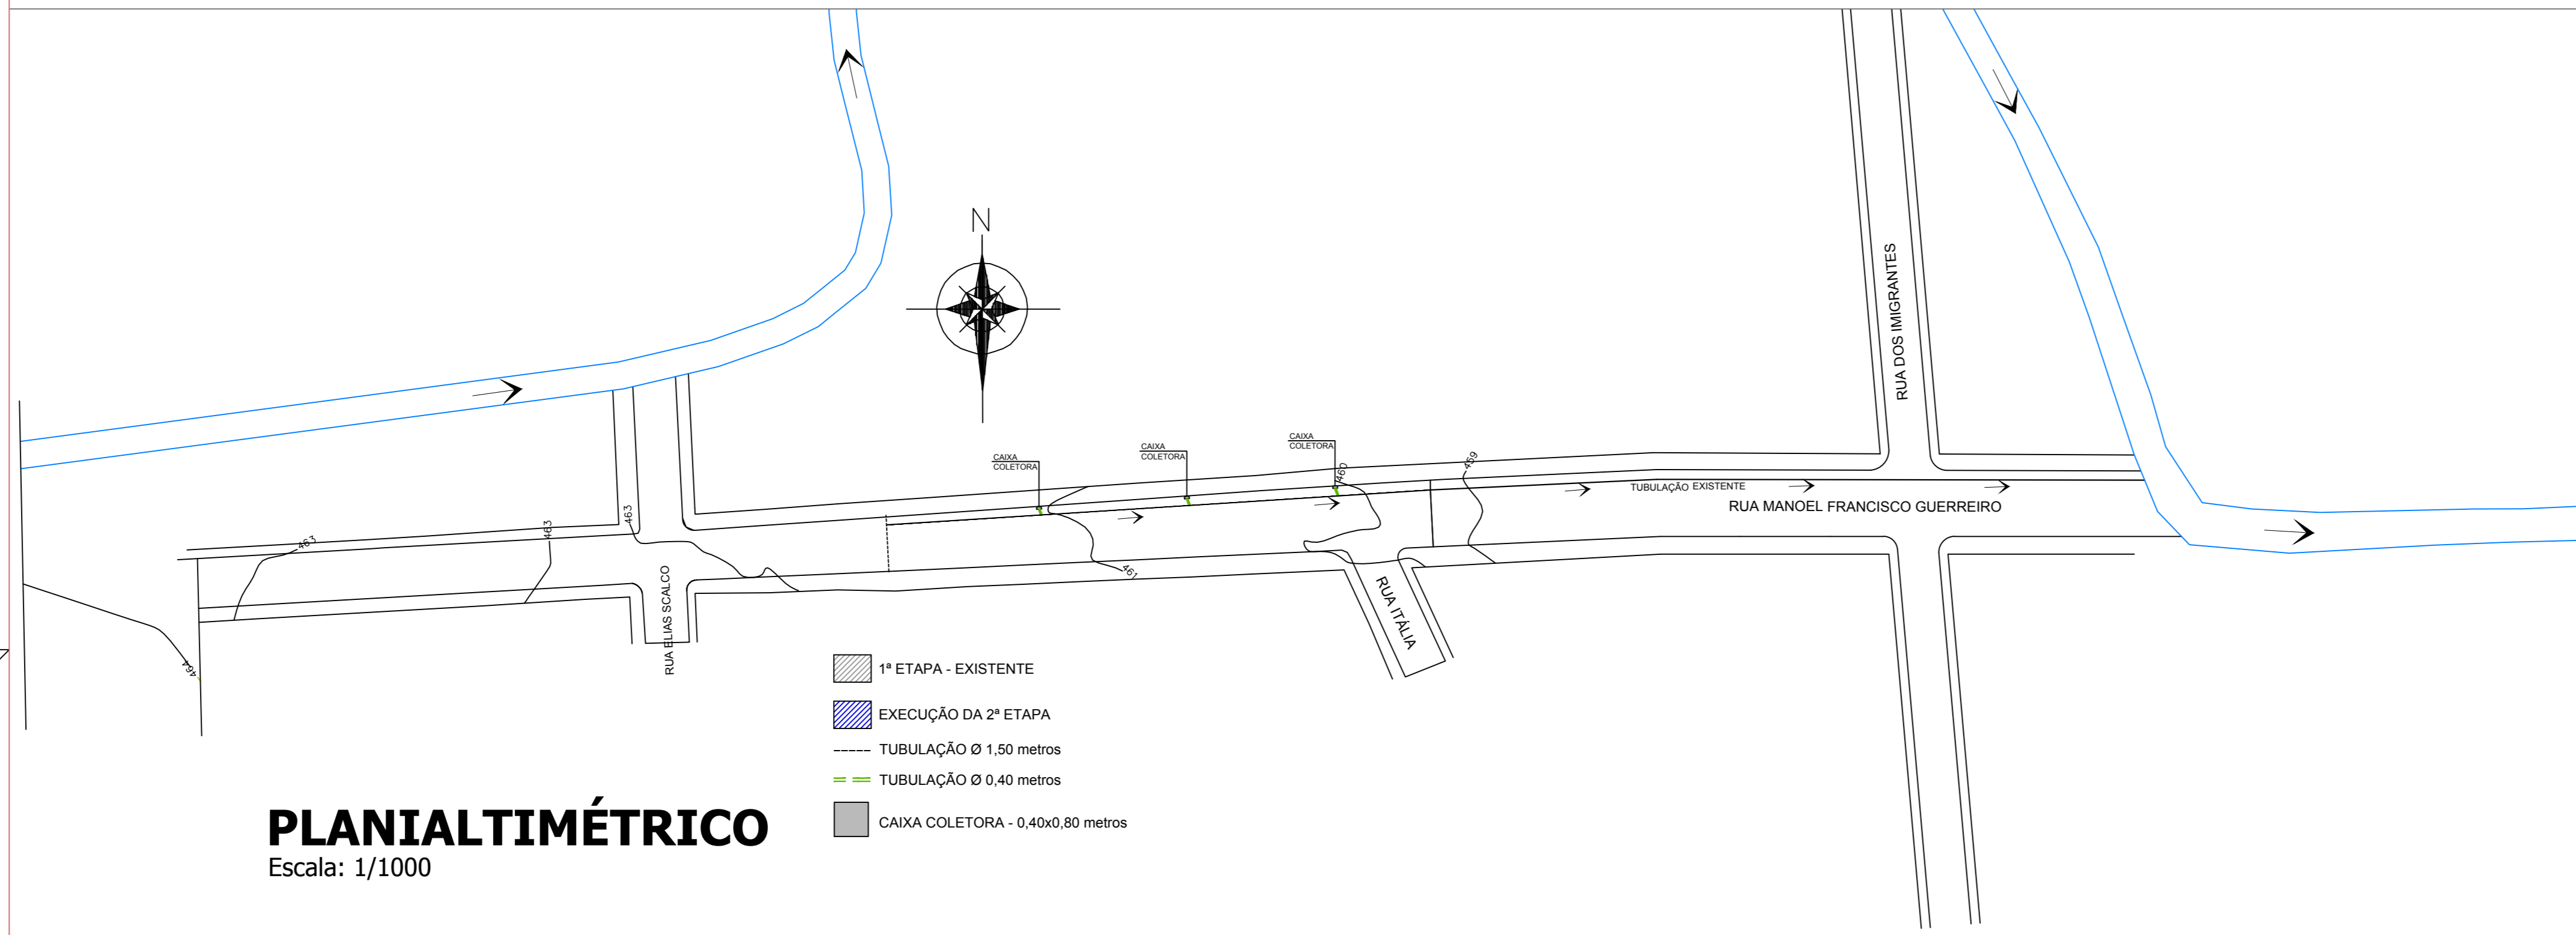 N
RUA DOS IMIGRANTES
CAIXA
COLETORA
CAIXA
COLETORA
CAIXA
COLETORA
460
459
TUBULAÇÃO EXISTENTE
RUA MANOEL FRANCISCO GUERREIRO
463
463
463
461
464
RUA ELIAS SCALCO
RUA ITÁLIA
1ª ETAPA - EXISTENTE
EXECUÇÃO DA 2ª ETAPA
TUBULAÇÃO Ø 1,50 metros
TUBULAÇÃO Ø 0,40 metros
CAIXA COLETORA - 0,40x0,80 metros
PLANIALTIMÉTRICO
Escala: 1/1000